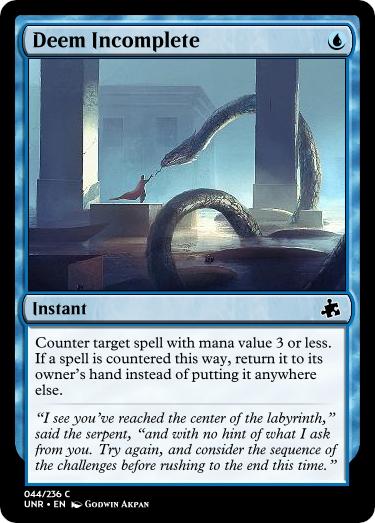 Deem Incomplete
Instant
Counter target spell with mana value 3 or less.
If a spell is countered this way, return it to its
owner's hand instead of putting it anywhere
else.
"I see you've reached the center of the labyrinth,"
said the serpent, "and with no hint of what I ask
from you. Try again, and consider the sequence of
the challenges before rushing to the end this time."
044/236 C
UNR • EN Godwin Akpan